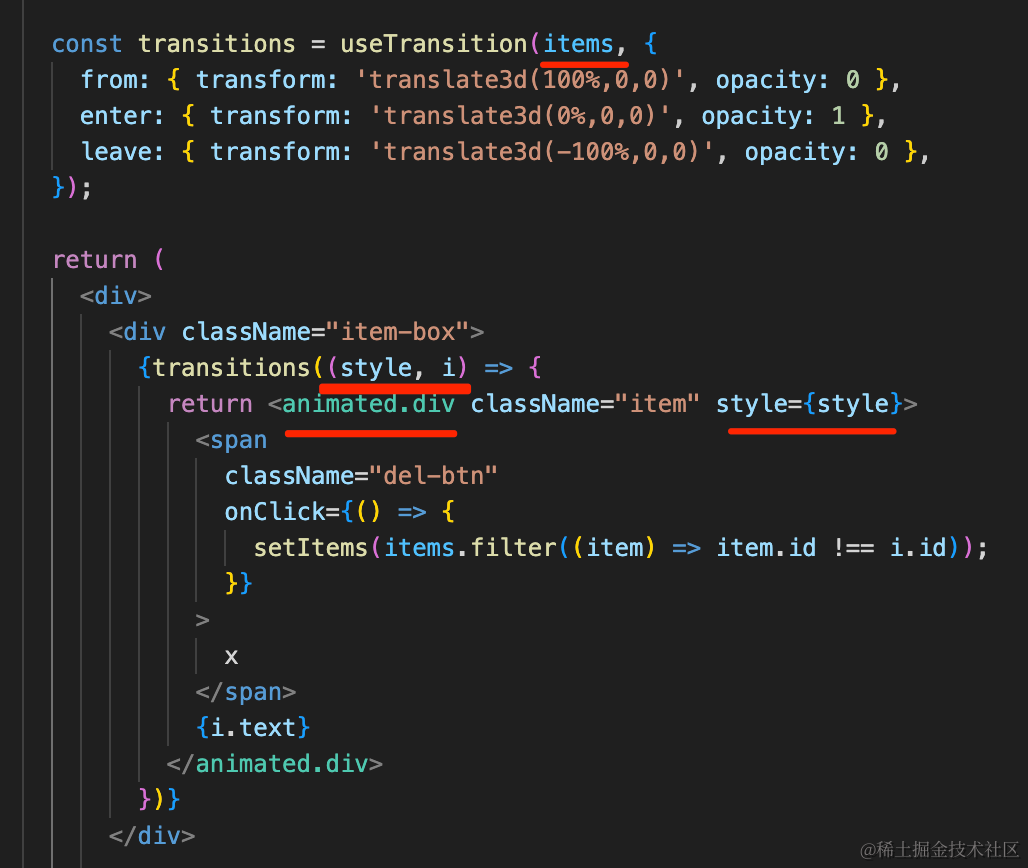 const transitions = useTransition(items, {
  from: { transform: 'translate3d(100%,0,0)', opacity: 0 },
  enter: { transform: 'translate3d(0%,0,0)', opacity: 1 },
  leave: { transform: 'translate3d(-100%,0,0)', opacity: 0 },
});
return (
  <div>
    <div className="item-box">
      {transitions((style, i) => {
        return <animated.div className="item" style={style}>
          <span
            className="del-btn"
            onClick={() => {
              setItems(items.filter((item) => item.id !== i.id));
            }}
          >
            x
          </span>
          {i.text}
        </animated.div>
      })}
    </div>
@稀土掘金技术社区